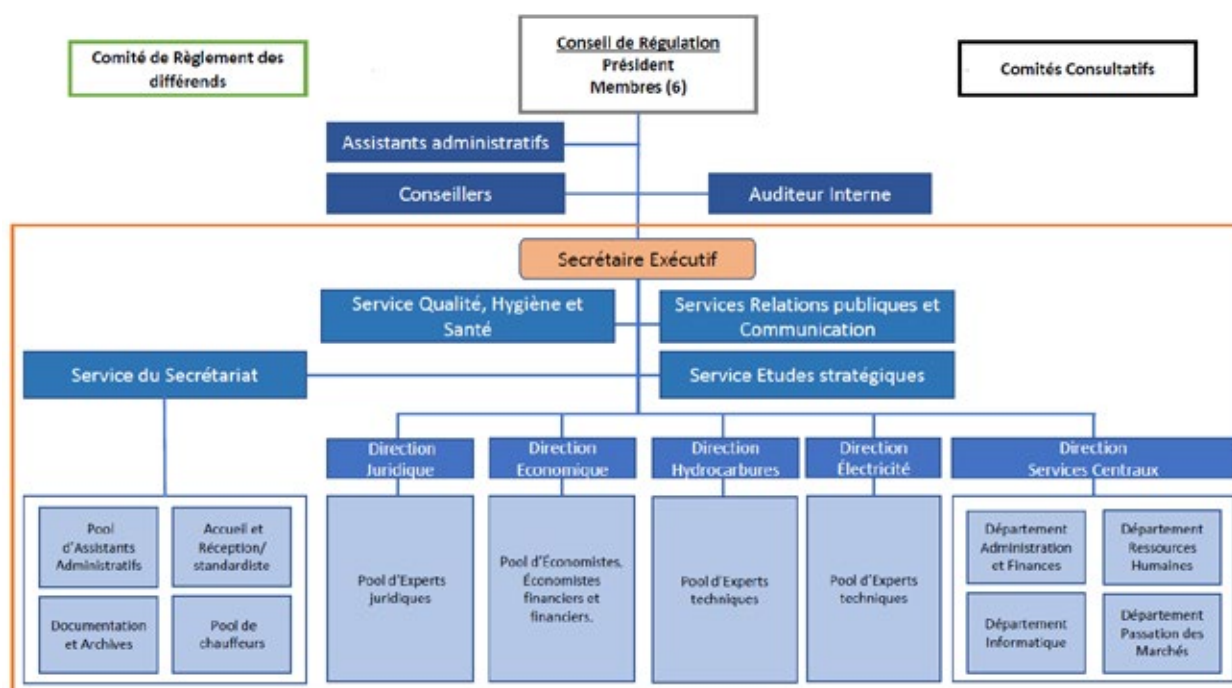 Comité de Règlement des
différends
Conseil de Régulation
Président
Membres (6)
Comités Consultatifs
Assistants administratifs
Conseillers
Auditeur Interne
Secrétaire Exécutif
Service Qualité, Hygiène et
Santé
Services Relations publiques et
Communication
Service du Secrétariat
Service Etudes stratégiques
Direction
Juridique
Direction
Economique
Direction
Hydrocarbures
Direction
Électricité
Direction
Services Centraux
Pool
d'Assistants
Administratifs
Accueil et
Réception/
standardiste
Documentation
et Archives
Pool de
chauffeurs
Pool d'Experts
juridiques
Pool d'Économistes,
Économistes
financiers et
financiers.
Pool d'Experts
techniques
Pool d'Experts
techniques
Département
Administration
et Finances
Département
Ressources
Humaines
Département
Informatique
Département
Passation des
Marchés